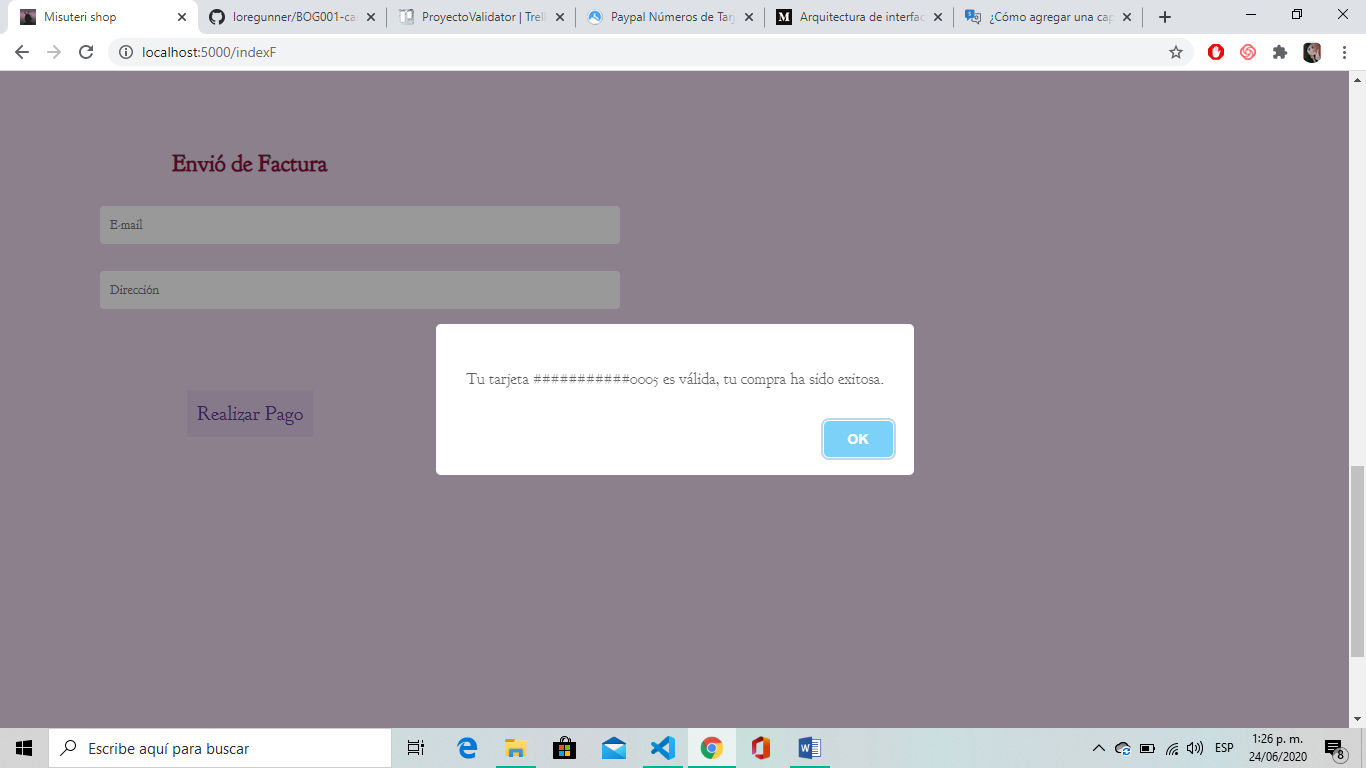 Misuteri shop
loregunner/BOG001-ca
ProyectoValidator | Trell
Paypal Números de Tarj
Arquitectura de interfac
¿Cómo agregar una cap
localhost:5000/indexF
Envió de Factura
E-mail
Dirección
Tu tarjeta ###########0005 es válida, tu compra ha sido exitosa.
Realizar Pago
OK
Escribe aquí para buscar
ESP
1:26 p. m.
24/06/2020
8